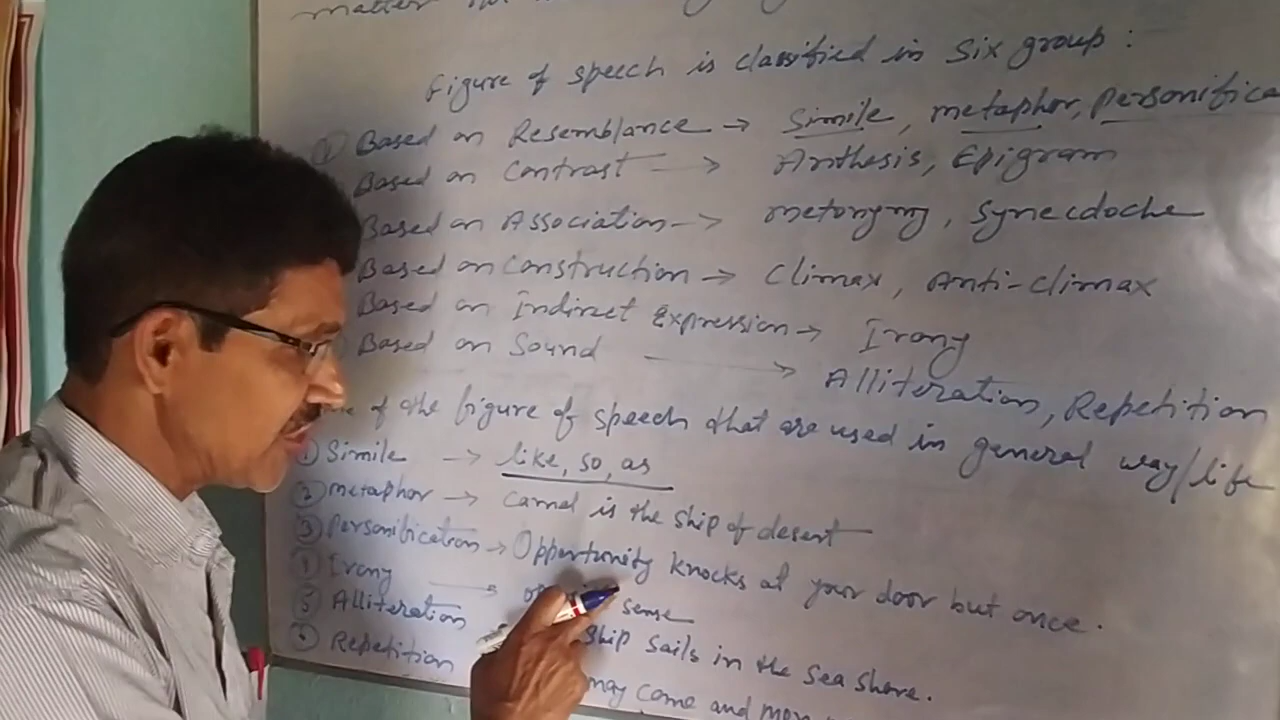 matter
Figure of speech is classified in Six group :
① Based on Resemblance → Simile, metaphor, Personifica
Based on Contrast → Anthesis, Epigram
Based on Association → metonymy, Synecdoche
Based on Construction → Climax, Anti-climax
Based on Indirect Expression → Irony
Based on Sound → Alliteration, Repetition
of the figure of speech that are used in general way/life
① Simile → like, so, as
② metaphor → Camel is the ship of desert
③ Personification → Opportunity knocks at your door but once.
Irony → sense
⑤ Alliteration ship sails in the sea shore.
Repetition may come and men